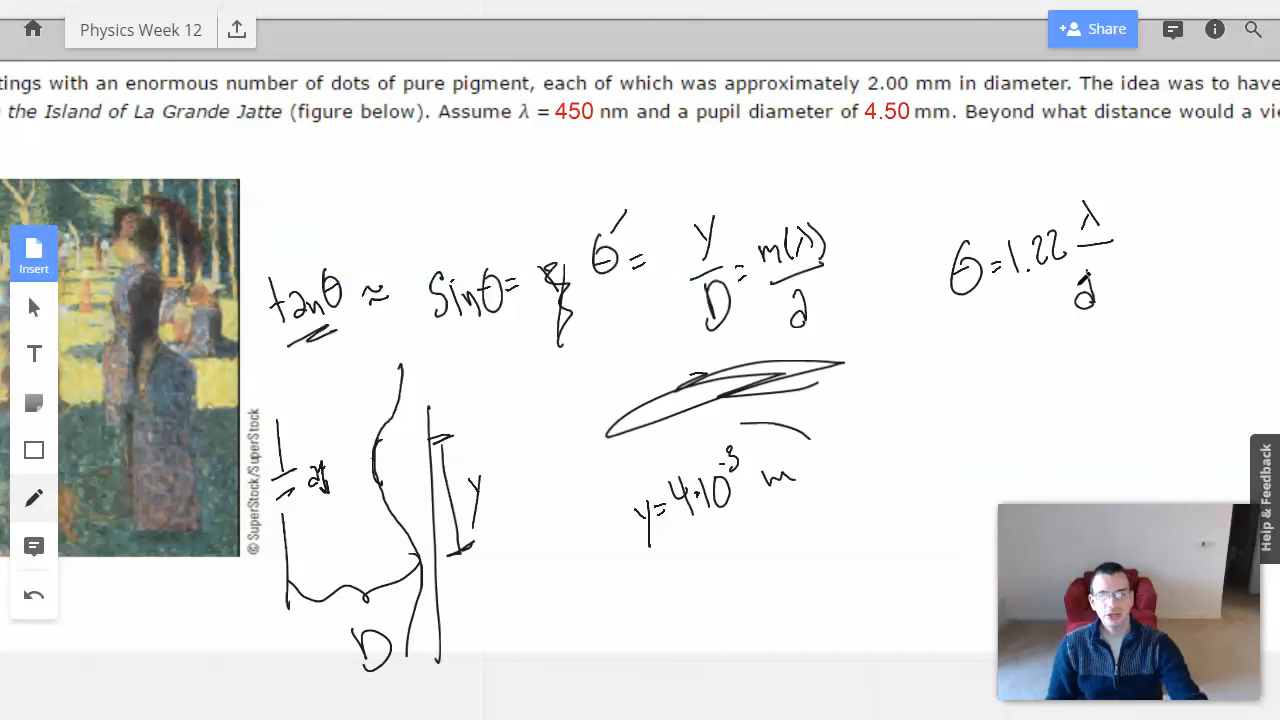 Physics Week 12
Share
tings with an enormous number of dots of pure pigment, each of which was approximately 2.00 mm in diameter. The idea was to have
the Island of La Grande Jatte (figure below). Assume λ = 450 nm and a pupil diameter of 4.50 mm. Beyond what distance would a vie
Insert
T
© SuperStock/SuperStock
tanθ ≈ sinθ = θ = y/D = m(λ)/d
θ = 1.22 λ/d
d
y
y = 4·10^-3 m
D
Help & Feedback